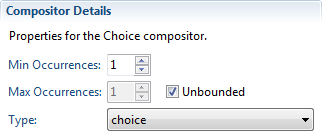 Compositor Details
Properties for the Choice compositor.
Min Occurrences: 1
Max Occurrences: 1 Unbounded
Type: choice